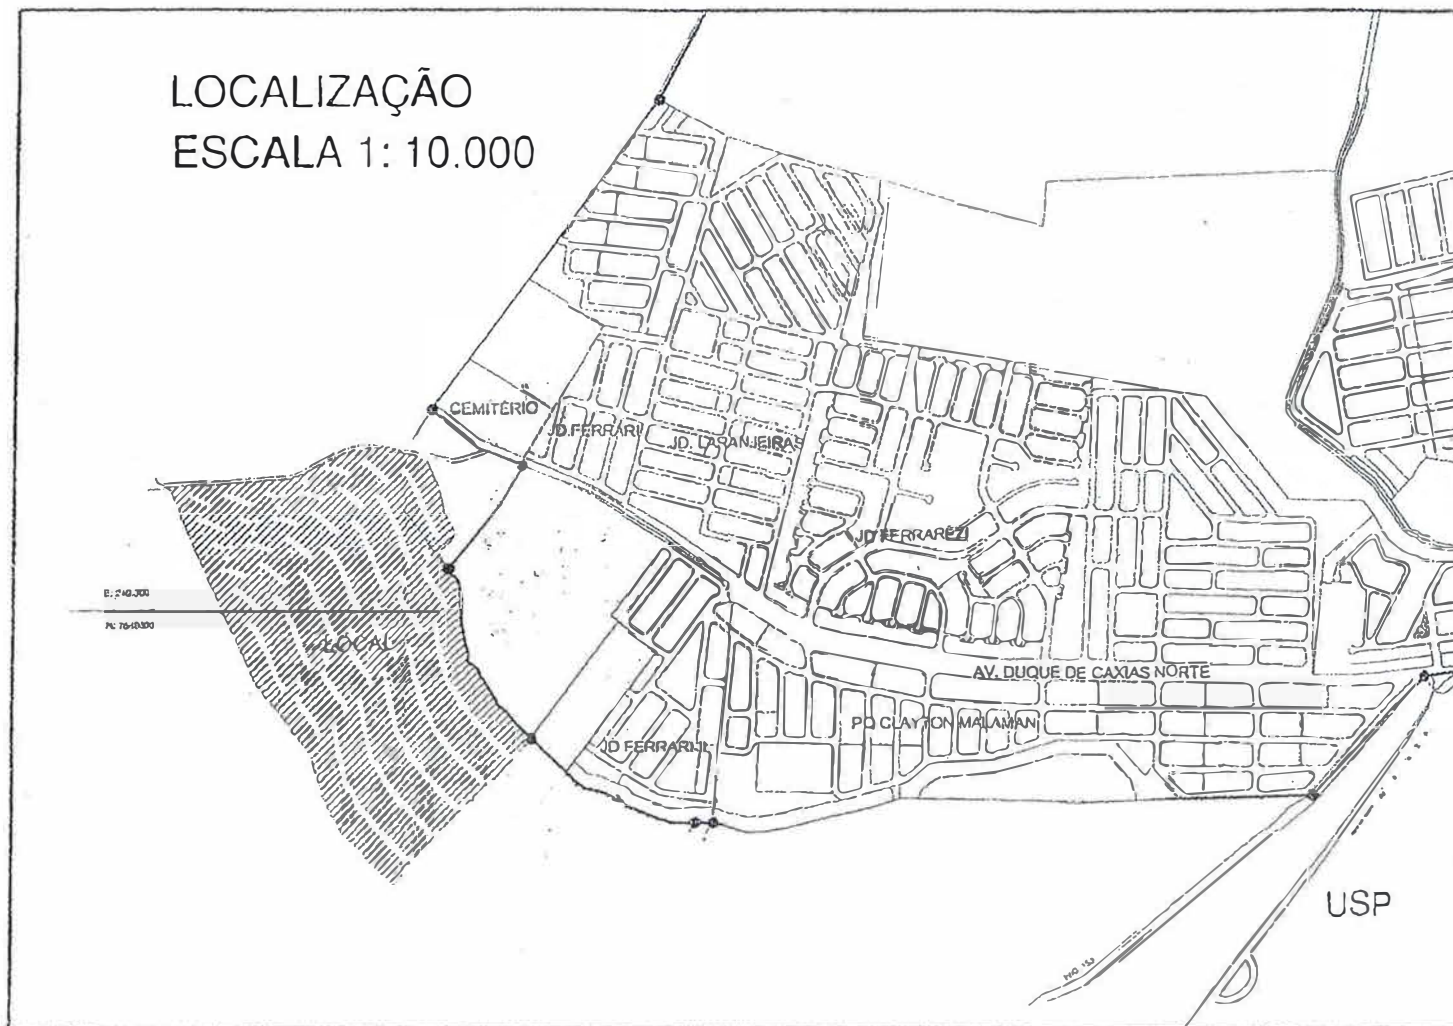 LOCALIZAÇÃO
ESCALA 1: 10.000
CEMITÉRIO
JD.FERRARI
JD. LARANJEIRAS
JD FERRAREZI
LOCAL
AV. DUQUE DE CAXIAS NORTE
PQ CLAYTON MALAMAN
JD FERRARI II
USP